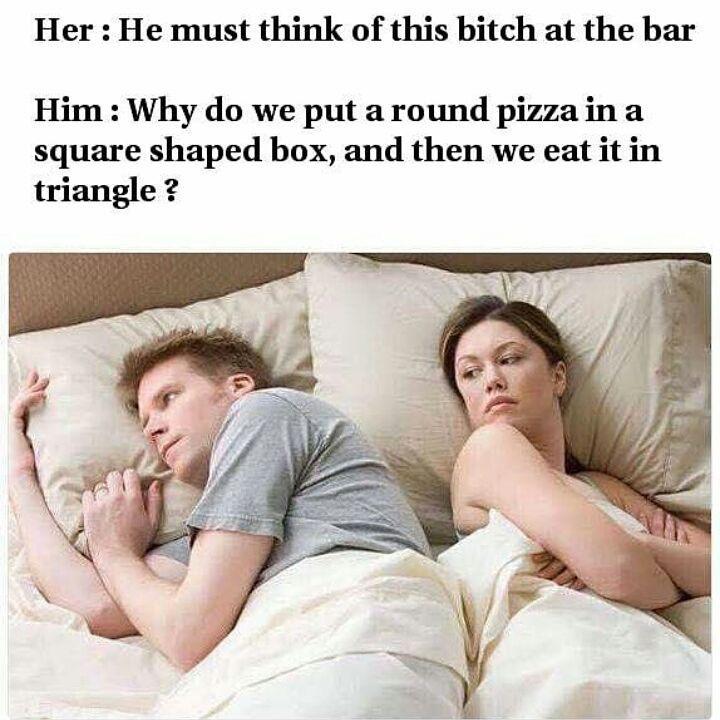 Her : He must think of this bitch at the bar
Him : Why do we put a round pizza in a
square shaped box, and then we eat it in
triangle ?